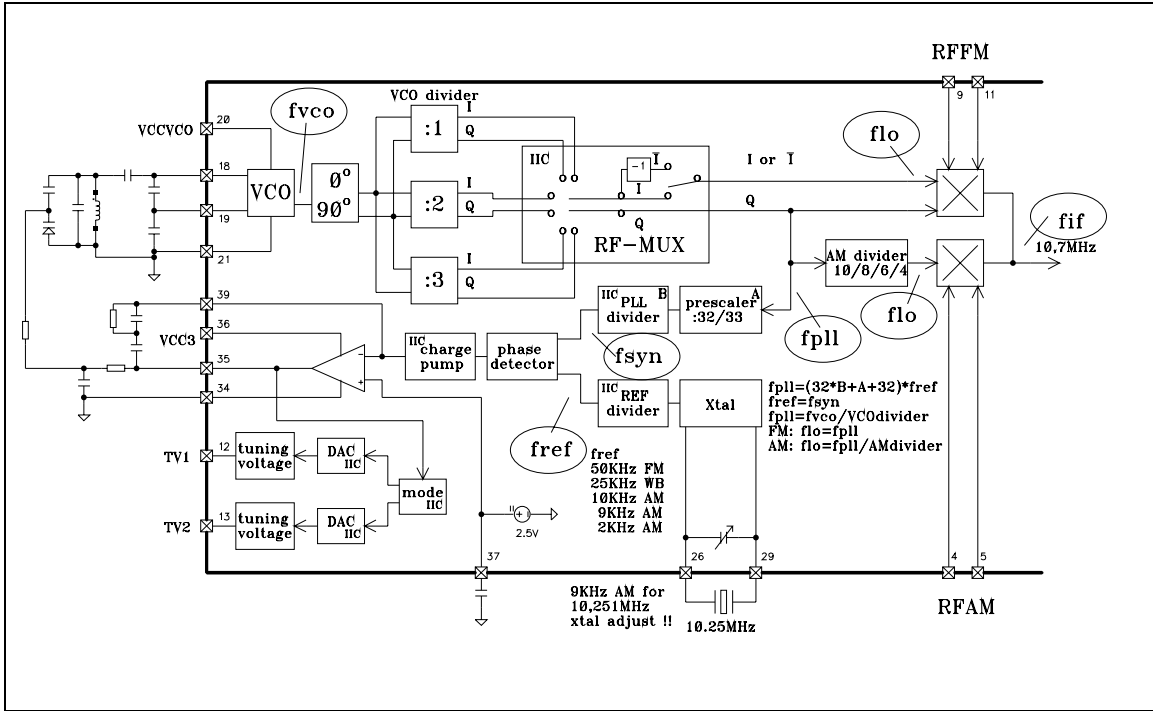 RFFM
9
11
VCCVCO
20
18
19
21
VCO
fvco
0°
90°
VCO divider
:1
I
Q
:2
I
Q
:3
I
Q
IIC
-1
I̅
I
Q
RF-MUX
I or I̅
Q
flo
fif
10,7MHz
AM divider
10/8/6/4
flo
fpll
39
36
VCC3
35
34
-
+
IIC
charge
pump
phase
detector
IIC
B
PLL
divider
prescaler
A
:32/33
fsyn
IIC
REF
divider
Xtal
fref
fpll=(32*B+A+32)*fref
fref=fsyn
fpll=fvco/VCOdivider
FM: flo=fpll
AM: flo=fpll/AMdivider
fref
50KHz FM
25KHz WB
10KHz AM
9KHz AM
2KHz AM
TV1
12
tuning
voltage
DAC
IIC
mode
IIC
TV2
13
tuning
voltage
DAC
IIC
2.5V
37
26
29
4
5
9KHz AM for
10,251MHz
xtal adjust !!
10.25MHz
RFAM